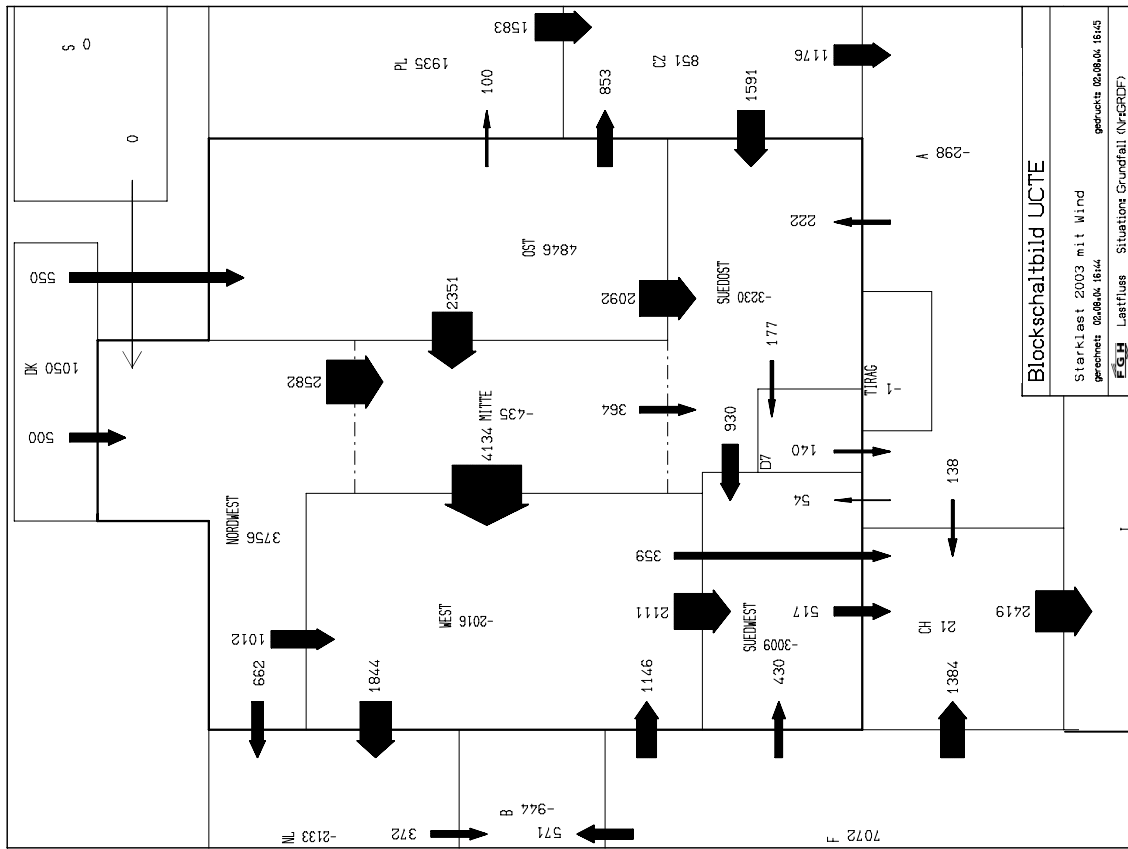 S 0
0
DK 1050
550
500
PL 1935
100
1583
853
CZ 851
1591
1176
OST 4846
2351
2092
222
A -298
SUEDOST
-3230
2582
MITTE
-435
4134
364
177
930
D7
140
54
TIRAG
-1
138
NORDWEST
3756
1012
662
WEST
-2016
1844
359
2111
1146
SUEDWEST
-3009
517
430
CH 21
2419
1384
NL -2133
372
B -944
571
F 7072
Blockschaltbild UCTE
Starklast 2003 mit Wind
gerechnet: 02.08.04 16:44 gedruckt: 02.08.04 16:45
FGH Lastfluss Situation: Grundfall (Nr:GRDF)